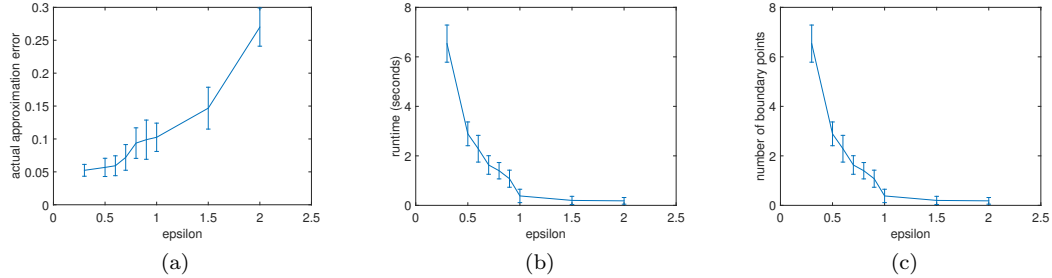 actual approximation error
0.3
0.25
0.2
0.15
0.1
0.05
0
0 0.5 1 1.5 2 2.5
epsilon
(a)
runtime (seconds)
8
6
4
2
0
0 0.5 1 1.5 2 2.5
epsilon
(b)
number of boundary points
8
6
4
2
0
0 0.5 1 1.5 2 2.5
epsilon
(c)